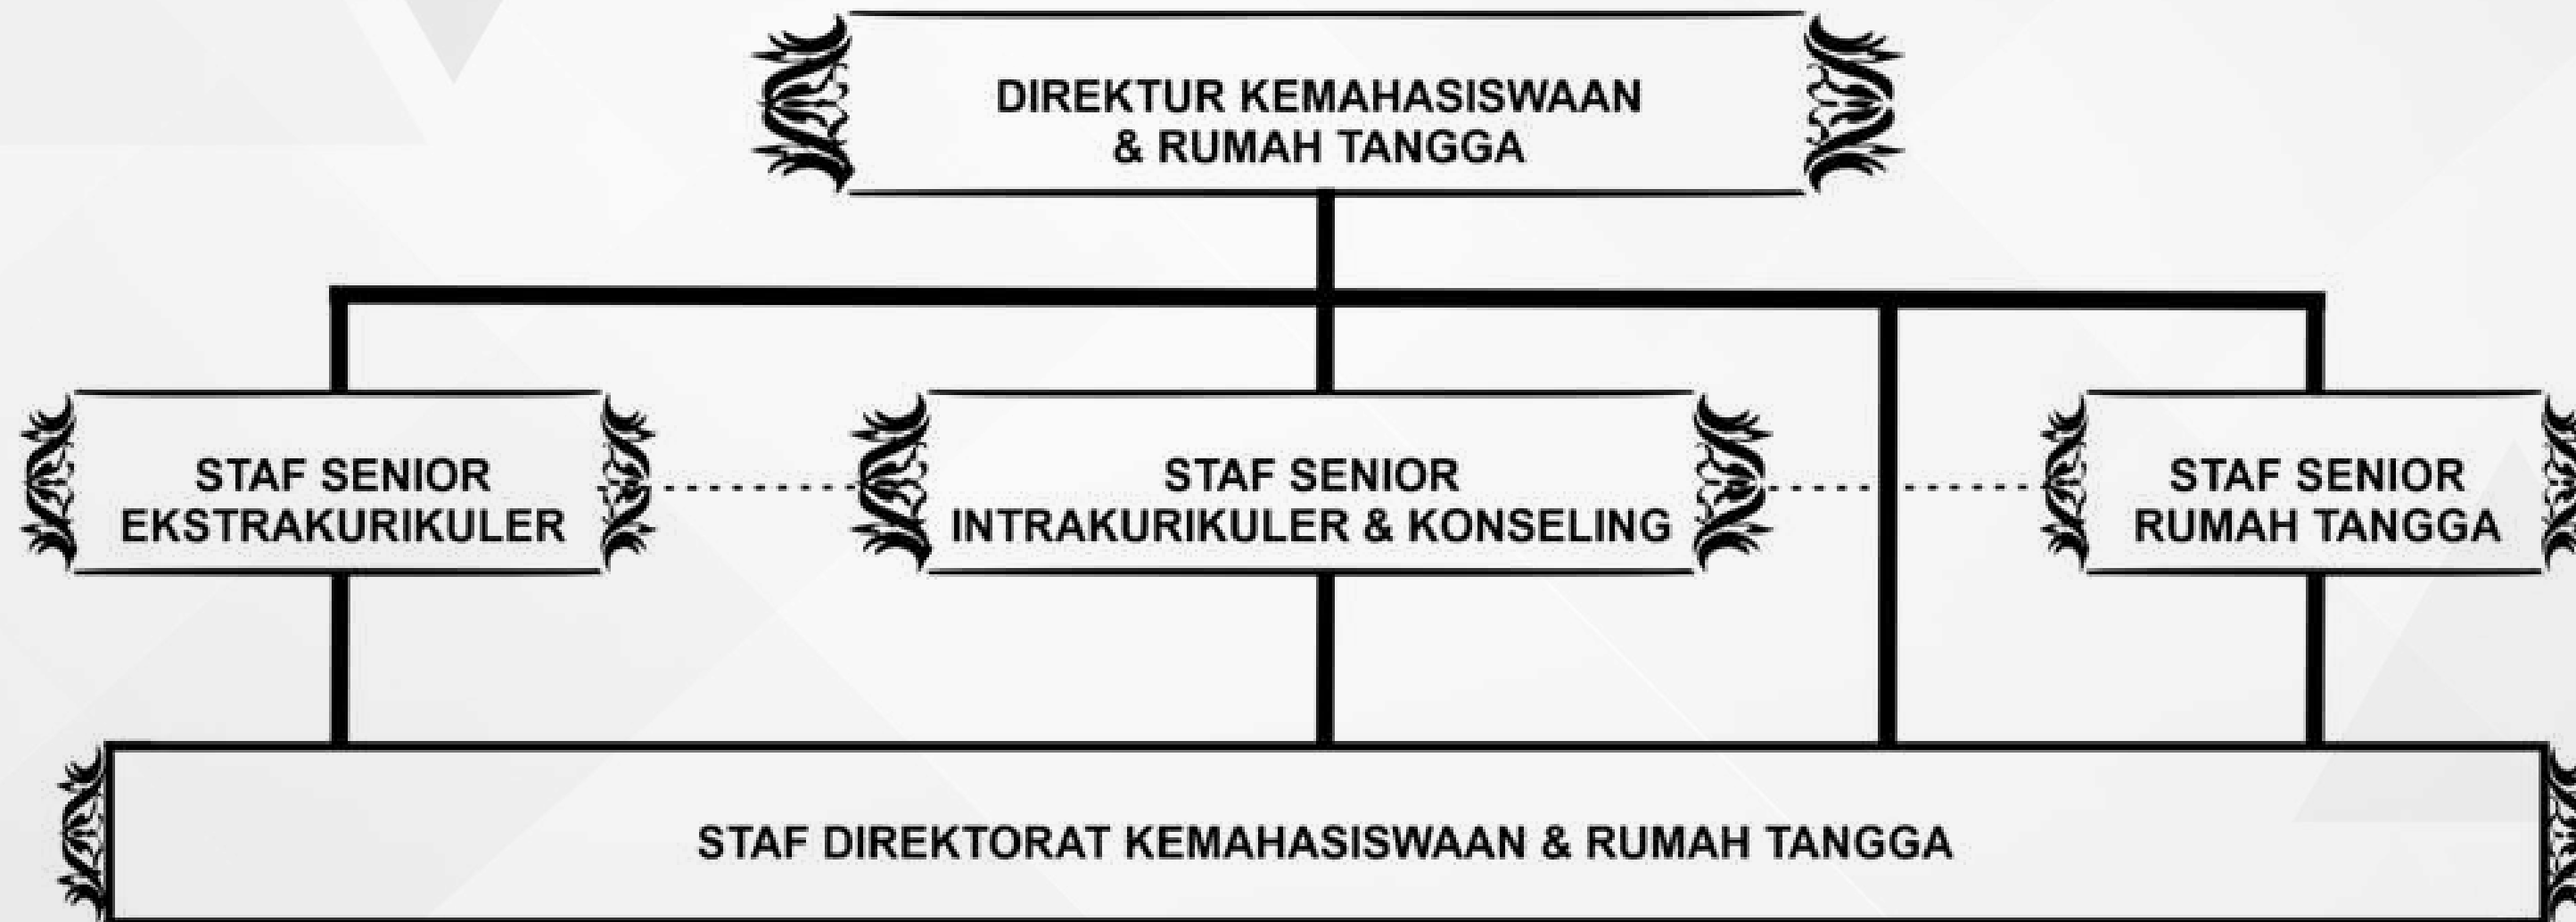 DIREKTUR KEMAHASISWAAN
& RUMAH TANGGA
STAF SENIOR
EKSTRAKURIKULER
STAF SENIOR
INTRAKURIKULER & KONSELING
STAF SENIOR
RUMAH TANGGA
STAF DIREKTORAT KEMAHASISWAAN & RUMAH TANGGA